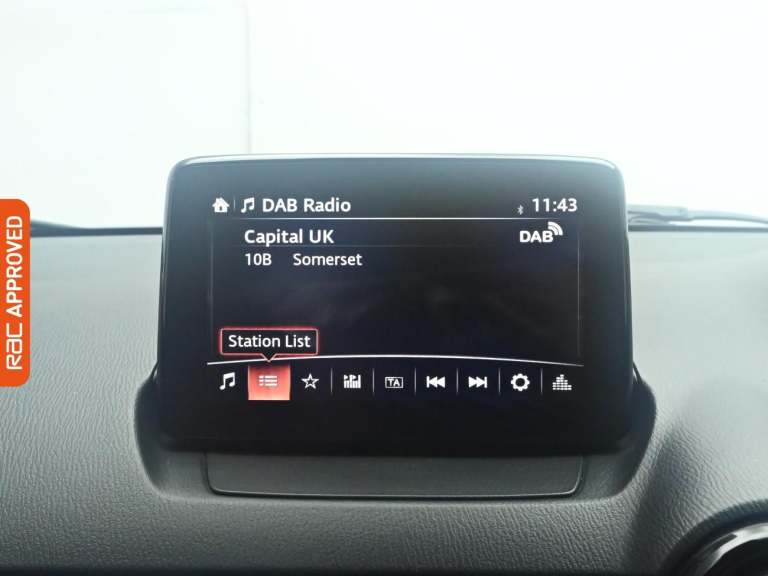 DAB Radio 11:43
Capital UK DAB
10B Somerset
Station List
TA
RAC APPROVED